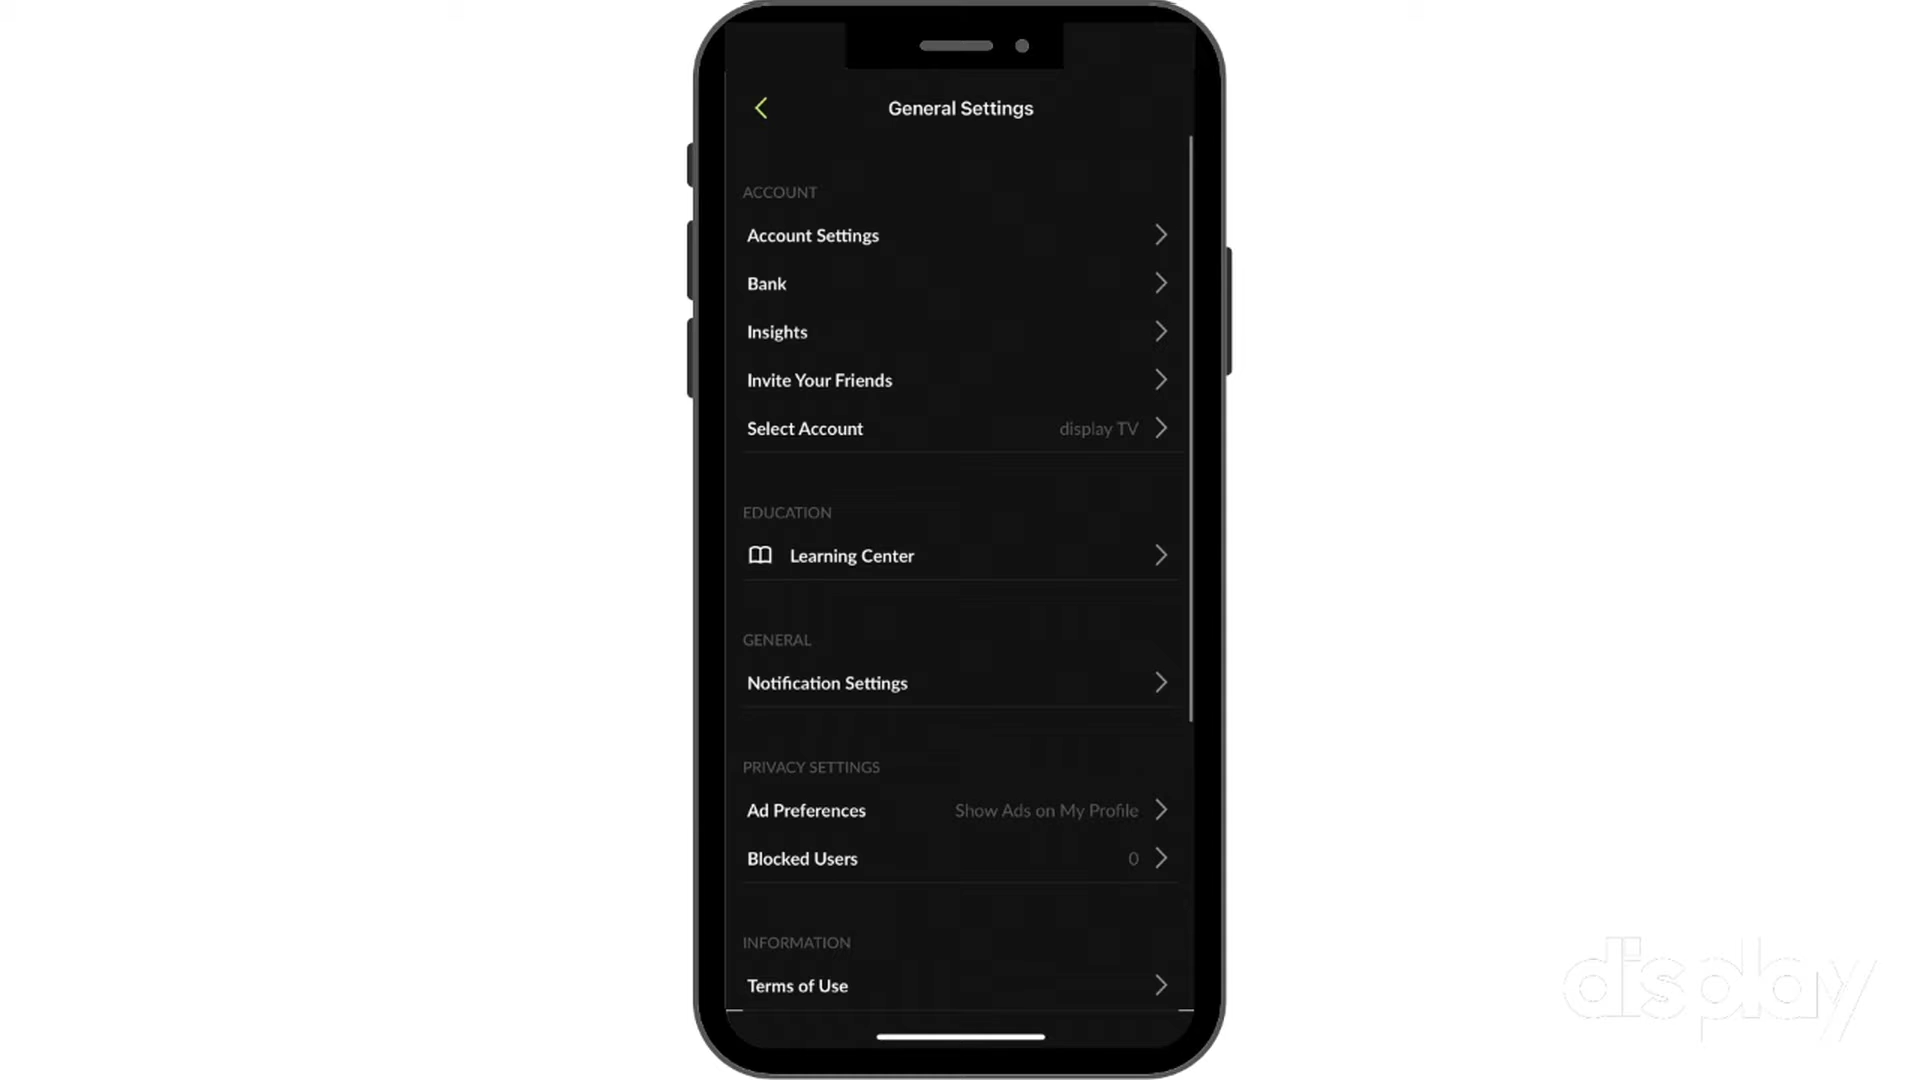 General Settings
ACCOUNT
Account Settings
Bank
Insights
Invite Your Friends
Select Account display TV
EDUCATION
Learning Center
GENERAL
Notification Settings
PRIVACY SETTINGS
Ad Preferences Show Ads on My Profile
Blocked Users 0
INFORMATION
Terms of Use
display